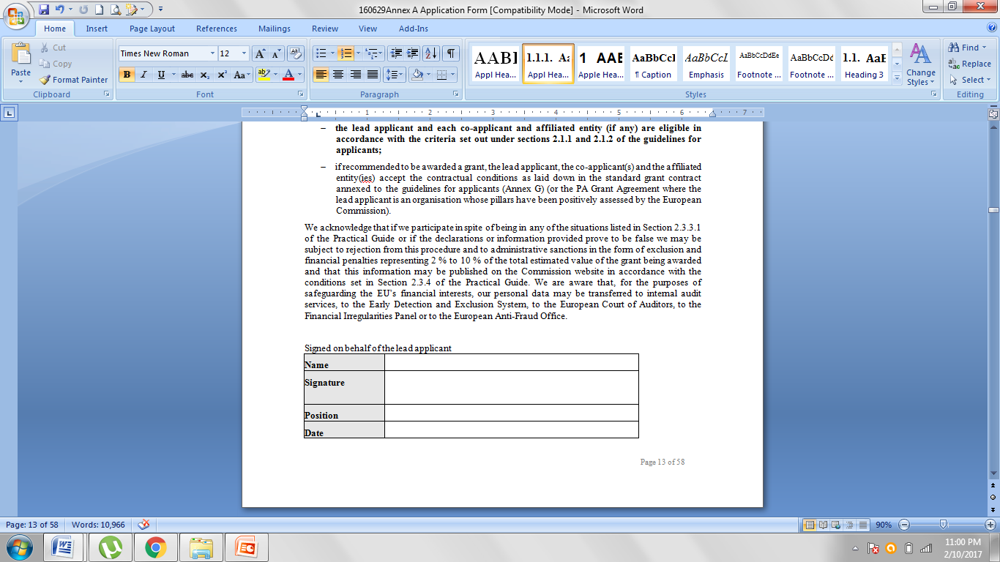 160629Annex A Application Form [Compatibility Mode] - Microsoft Word
Home Insert Page Layout References Mailings Review View Add-Ins
Paste
Cut
Copy
Format Painter
Clipboard
Times New Roman 12
B I U abc X₂ X² Aa
Font
Paragraph
AABI 1.1.1. Aa 1 AAE AaBbCcI AaBbCcI AaBbCcDdEe AaBbCcDd 1.1. AaE
Appl Hea... Appl Hea... Apple Hea... ¶ Caption Emphasis Footnote ... Footnote ... Heading 3
Change Styles
Styles
Find
Replace
Select
Editing
1 2 3 4 5 6 7
– the lead applicant and each co-applicant and affiliated entity (if any) are eligible in
accordance with the criteria set out under sections 2.1.1 and 2.1.2 of the guidelines for
applicants;
– if recommended to be awarded a grant, the lead applicant, the co-applicant(s) and the affiliated
entity(ies) accept the contractual conditions as laid down in the standard grant contract
annexed to the guidelines for applicants (Annex G) (or the PA Grant Agreement where the
lead applicant is an organisation whose pillars have been positively assessed by the European
Commission).
We acknowledge that if we participate in spite of being in any of the situations listed in Section 2.3.3.1
of the Practical Guide or if the declarations or information provided prove to be false we may be
subject to rejection from this procedure and to administrative sanctions in the form of exclusion and
financial penalties representing 2 % to 10 % of the total estimated value of the grant being awarded
and that this information may be published on the Commission website in accordance with the
conditions set in Section 2.3.4 of the Practical Guide. We are aware that, for the purposes of
safeguarding the EU's financial interests, our personal data may be transferred to internal audit
services, to the Early Detection and Exclusion System, to the European Court of Auditors, to the
Financial Irregularities Panel or to the European Anti-Fraud Office.
Signed on behalf of the lead applicant
Name
Signature
Position
Date
Page 13 of 58
Page: 13 of 58 Words: 10,966 90%
11:00 PM
2/10/2017